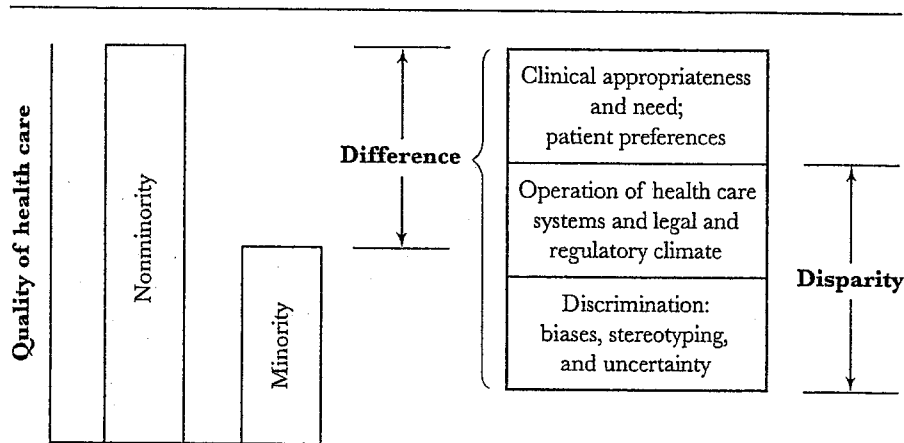 Quality of health care
Nonminority
Minority
Difference
Clinical appropriateness
and need;
patient preferences
Operation of health care
systems and legal and
regulatory climate
Discrimination:
biases, stereotyping,
and uncertainty
Disparity